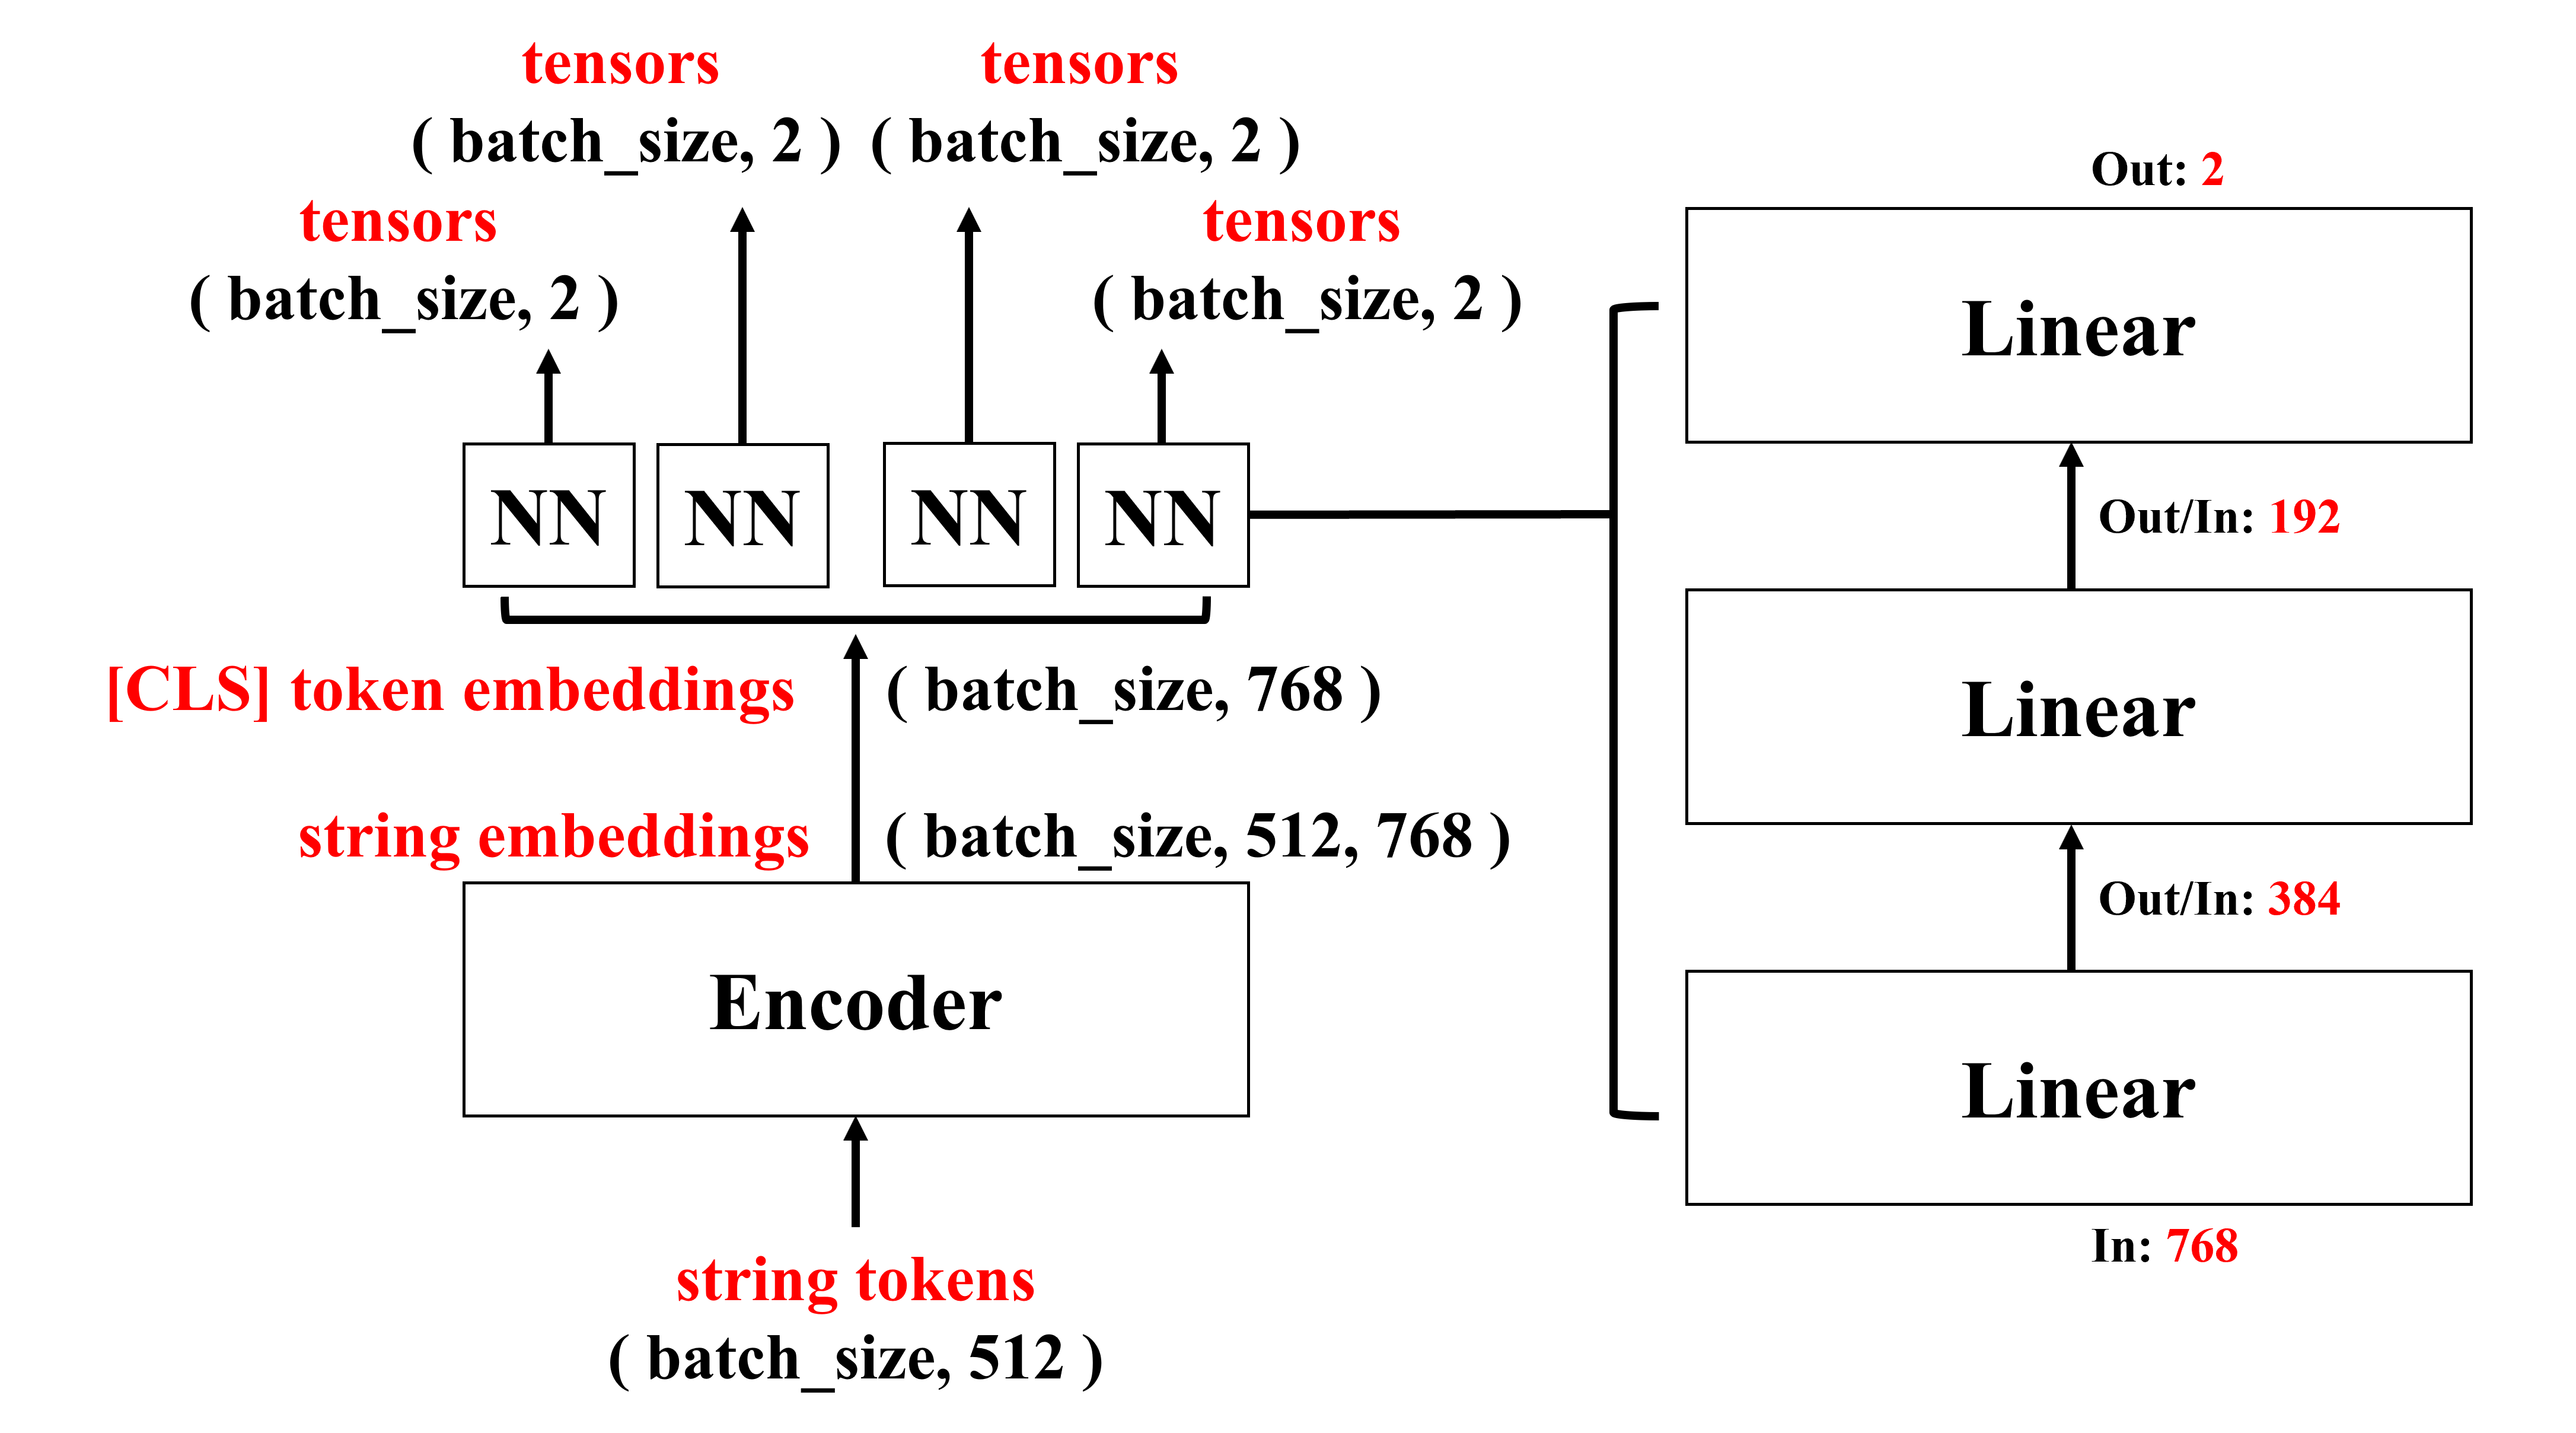 tensors
( batch_size, 2 )
tensors
( batch_size, 2 )
tensors
( batch_size, 2 )
tensors
( batch_size, 2 )
NN
NN
NN
NN
[CLS] token embeddings
( batch_size, 768 )
string embeddings
( batch_size, 512, 768 )
Encoder
string tokens
( batch_size, 512 )
Out: 2
Linear
Out/In: 192
Linear
Out/In: 384
Linear
In: 768